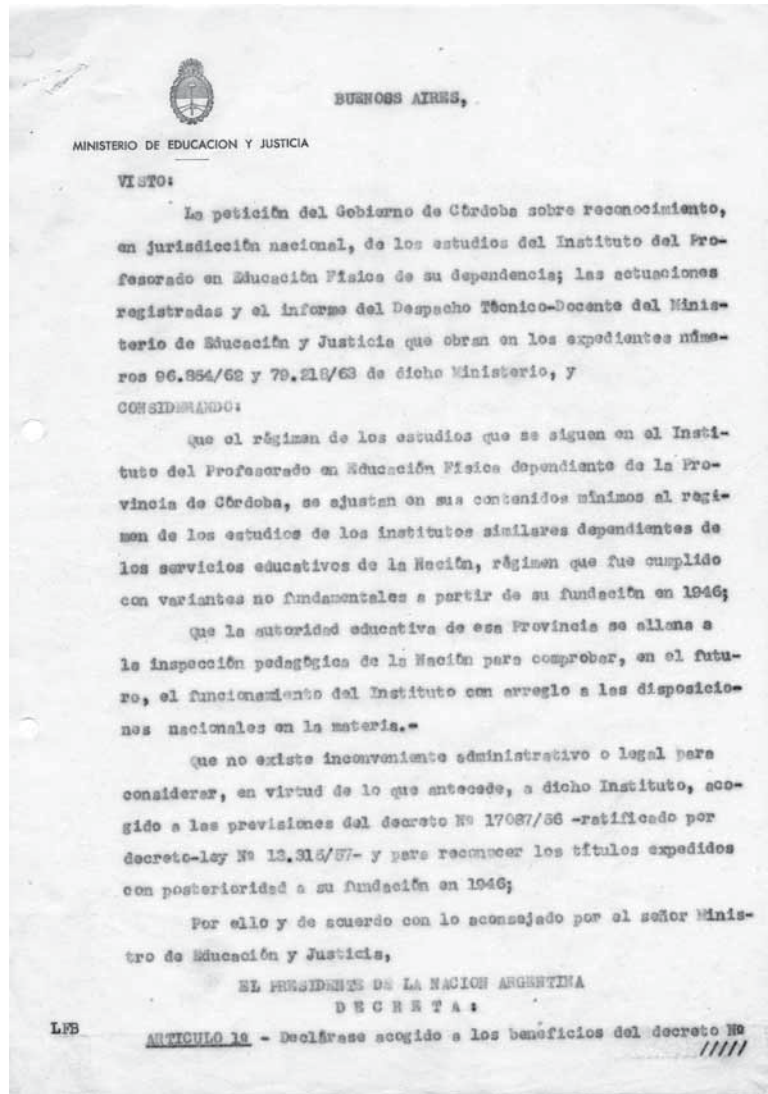 BUENOSS AIRES,
MINISTERIO DE EDUCACION Y JUSTICIA
VISTO:
La petición del Gobierno de Córdoba sobre reconocimiento,
en jurisdicción nacional, de los estudios del Instituto del Pro-
fesorado en Educación Física de su dependencia; las actuaciones
registradas y el informe del Despacho Técnico-Docente del Minis-
terio de Educación y Justicia que obran en los expedientes núme-
ros 96.854/62 y 79.218/63 de dicho Ministerio, y
CONSIDERANDO:
Que el régimen de los estudios que se siguen en el Insti-
tuto del Profesorado en Educación Física dependiente de la Pro-
vincia de Córdoba, se ajustan en sus contenidos mínimos al regí-
men de los estudios de los institutos similares dependientes de
los servicios educativos de la Nación, régimen que fue cumplido
con variantes no fundamentales a partir de su fundación en 1946;
Que la autoridad educativa de esa Provincia se allana a
la inspección pedagógica de la Nación para comprobar, en el futu-
ro, el funcionamiento del Instituto con arreglo a las disposicio-
nes nacionales en la materia.-
Que no existe inconveniente administrativo o legal para
considerar, en virtud de lo que antecede, a dicho Instituto, aco-
gido a las previsiones del decreto Nº 17087/56 -ratificado por
decreto-ley Nº 13.315/57- y para reconocer los títulos expedidos
con posterioridad a su fundación en 1946;
Por ello y de acuerdo con lo aconsejado por el señor Minis-
tro de Educación y Justicia,
EL PRESIDENTE DE LA NACION ARGENTINA
D E C R E T A :
LFB
ARTICULO 1º - Declárase acogido a los beneficios del decreto Nº
/////